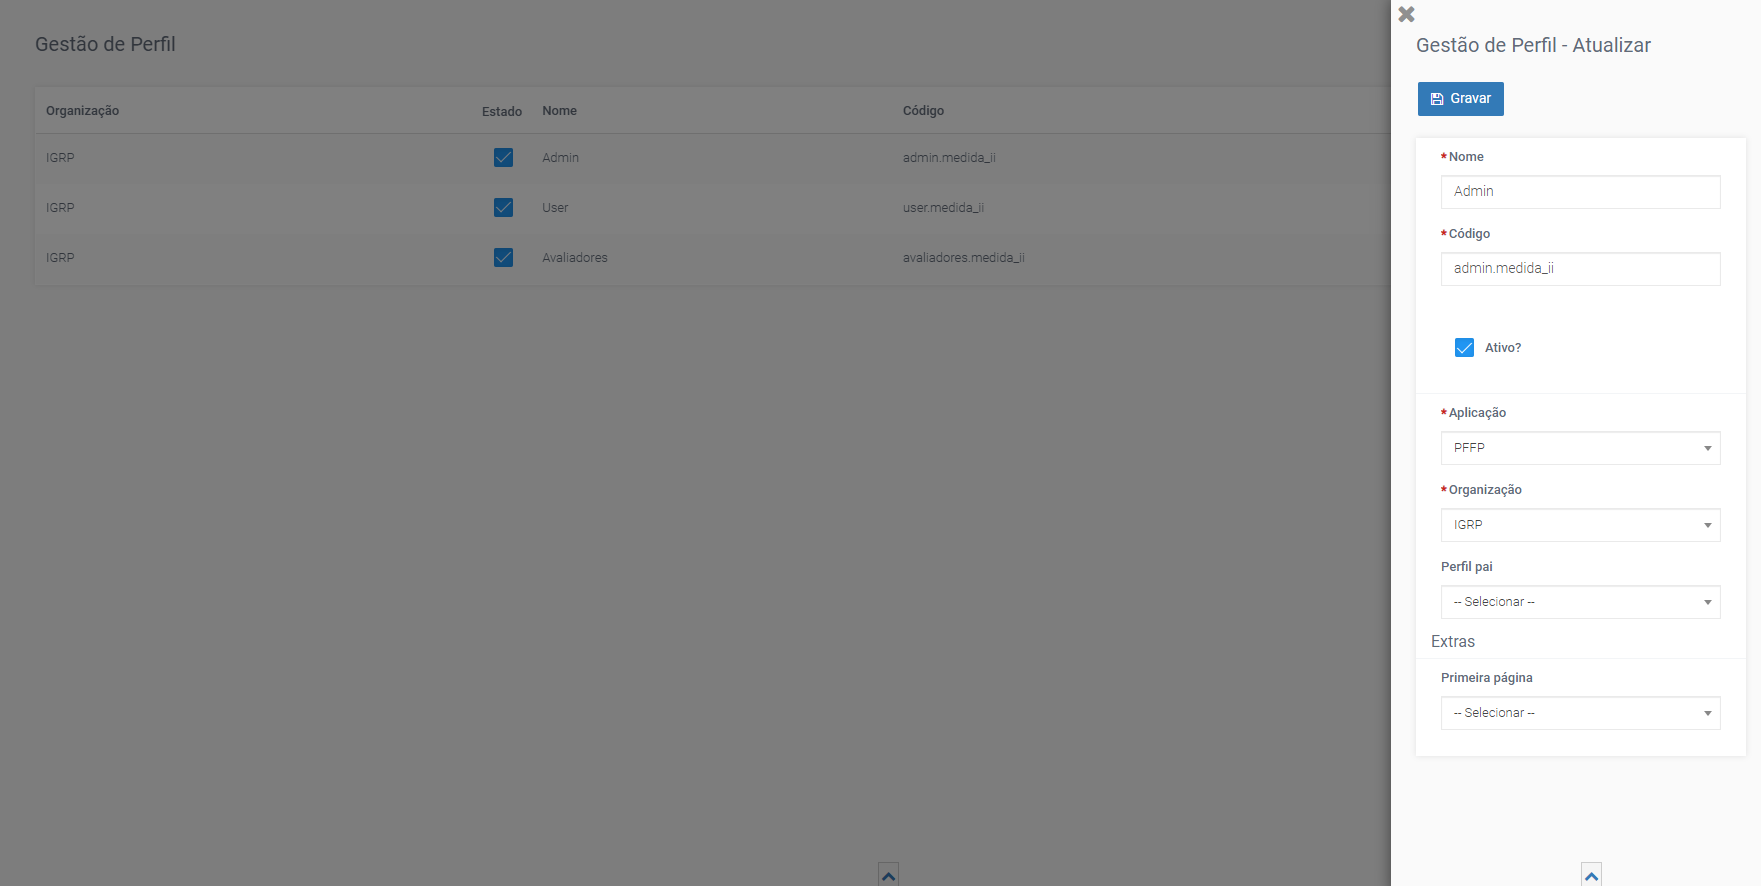 Gestão de Perfil
Organização Estado Nome Código
IGRP Admin admin.medida_ii
IGRP User user.medida_ii
IGRP Avaliadores avaliadores.medida_ii
Gestão de Perfil - Atualizar
Gravar
*Nome
Admin
*Código
admin.medida_ii
Ativo?
*Aplicação
PFFP
*Organização
IGRP
Perfil pai
-- Selecionar --
Extras
Primeira página
-- Selecionar --